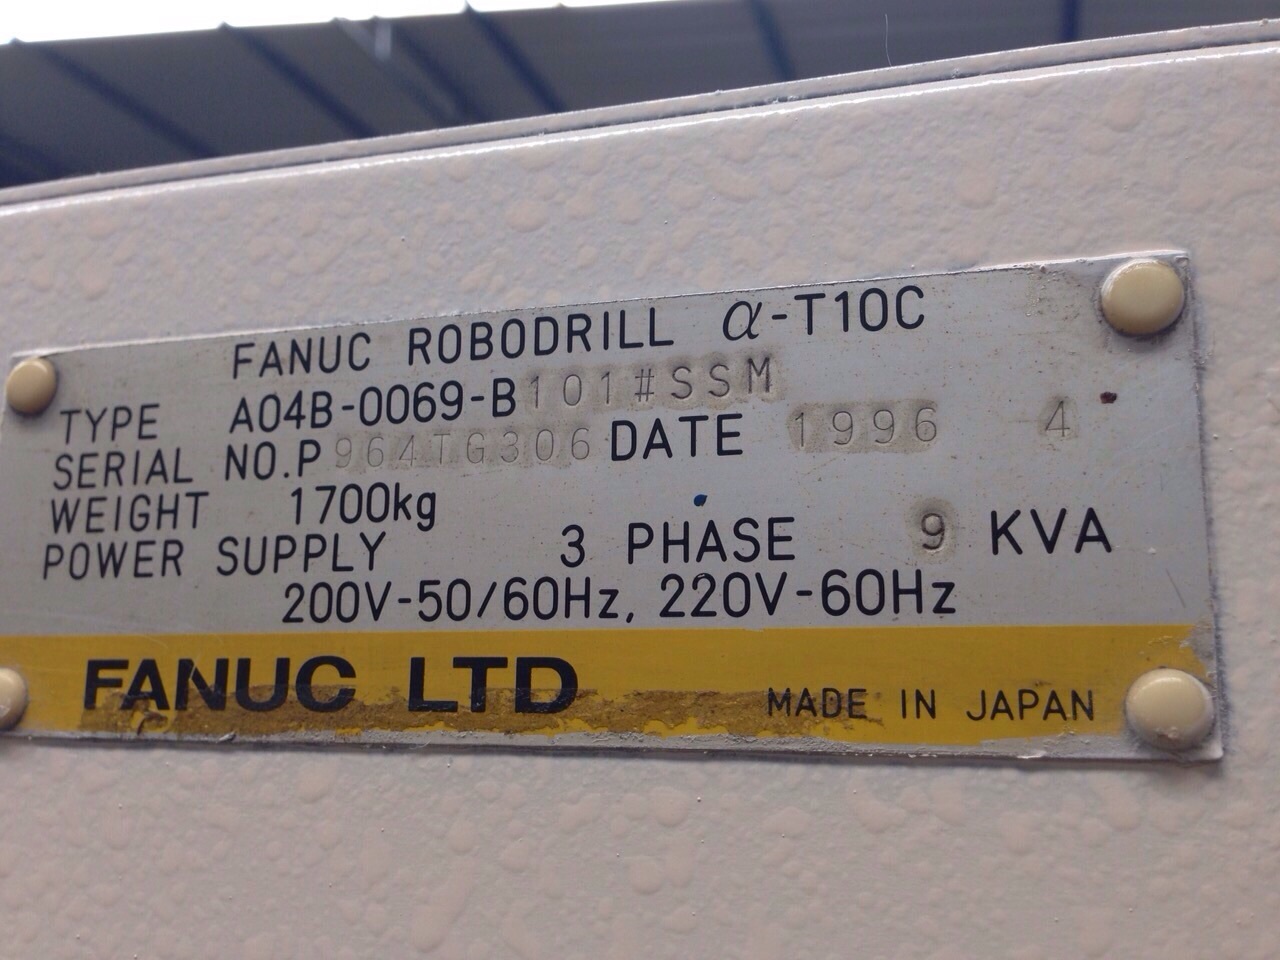 FANUC ROBODRILL α-T10C
TYPE A04B-0069-B101#SSM
SERIAL NO.P964TG306 DATE 1996 4
WEIGHT 1700kg
POWER SUPPLY 3 PHASE 9 KVA
200V-50/60Hz, 220V-60Hz
FANUC LTD MADE IN JAPAN